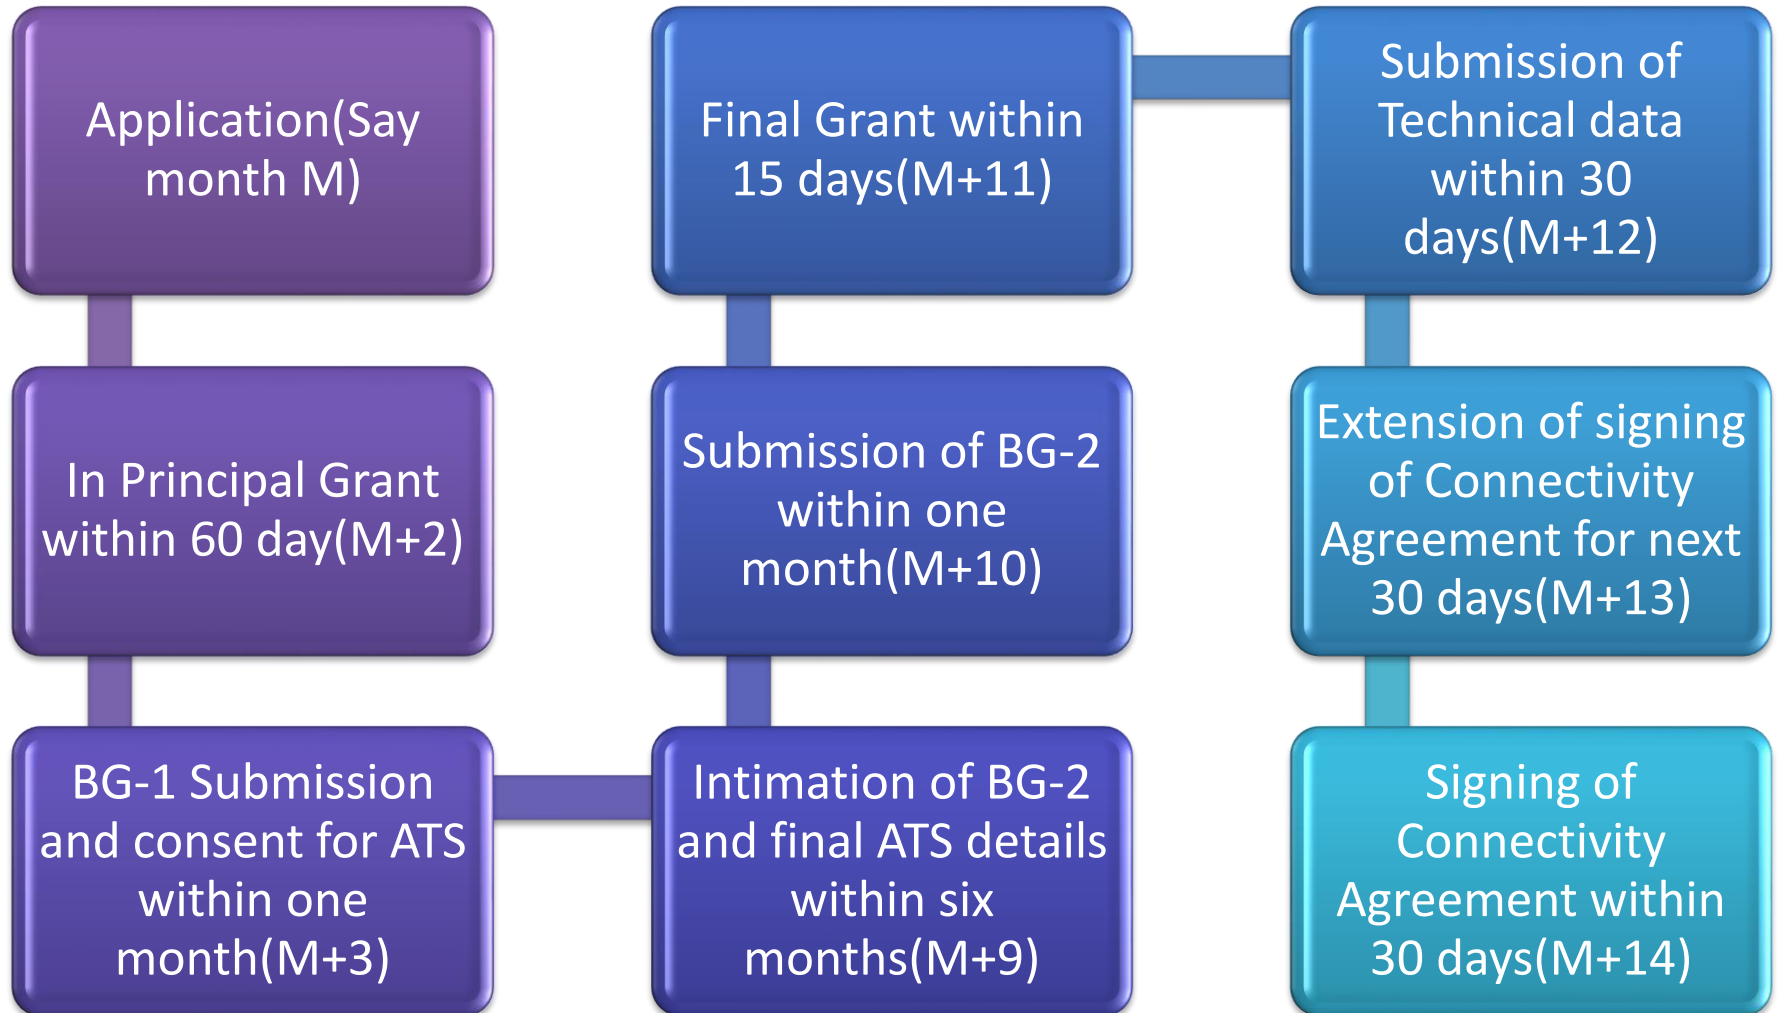 Application(Say
month M)
In Principal Grant
within 60 day(M+2)
BG-1 Submission
and consent for ATS
within one
month(M+3)
Intimation of BG-2
and final ATS details
within six
months(M+9)
Submission of BG-2
within one
month(M+10)
Final Grant within
15 days(M+11)
Submission of
Technical data
within 30
days(M+12)
Extension of signing
of Connectivity
Agreement for next
30 days(M+13)
Signing of
Connectivity
Agreement within
30 days(M+14)